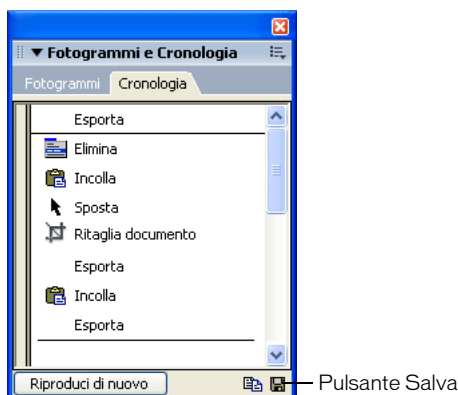 Fotogrammi e Cronologia
Fotogrammi Cronologia
Esporta
Elimina
Incolla
Sposta
Ritaglia documento
Esporta
Incolla
Esporta
Riproduci di nuovo
Pulsante Salva